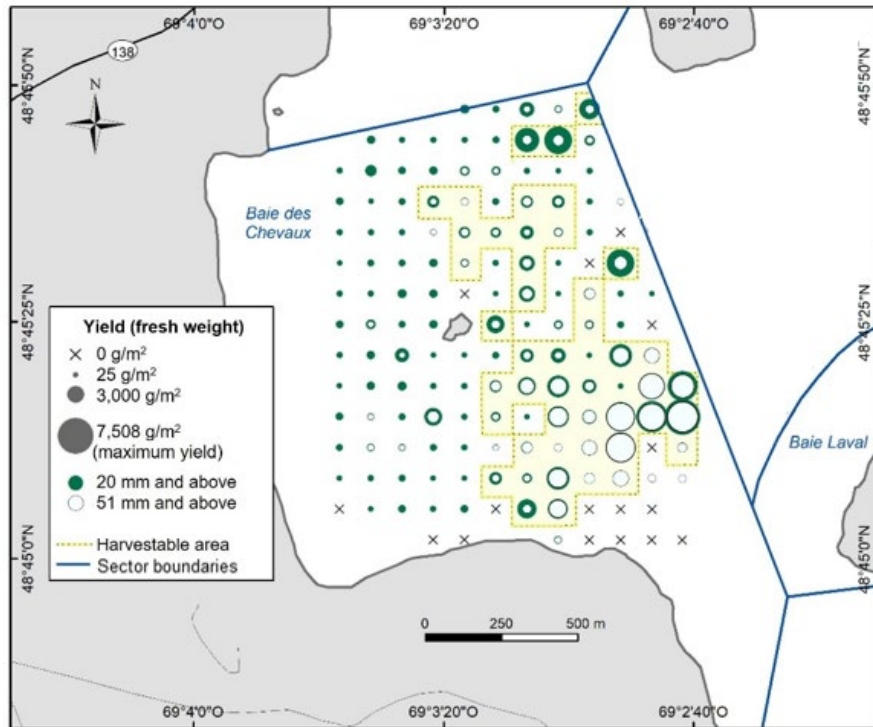 69°4'0"O 69°3'20"O 69°2'40"O
138
N
48°45'50"N
48°45'50"N
Baie des
Chevaux
48°45'25"N
48°45'25"N
Yield (fresh weight)
0 g/m²
25 g/m²
3,000 g/m²
7,508 g/m²
(maximum yield)
20 mm and above
51 mm and above
Harvestable area
Sector boundaries
Baie Laval
48°45'0"N
48°45'0"N
0 250 500 m
69°4'0"O 69°3'20"O 69°2'40"O